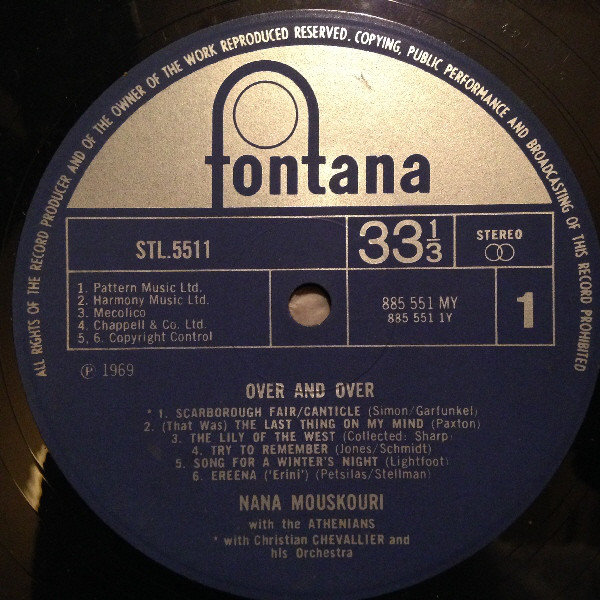 ALL RIGHTS OF THE RECORD PRODUCER AND OF THE OWNER OF THE WORK REPRODUCED RESERVED. COPYING, PUBLIC PERFORMANCE AND BROADCASTING OF THIS RECORD PROHIBITED
fontana
STL.5511
33⅓
STEREO
1. Pattern Music Ltd.
2. Harmony Music Ltd.
3. Mecolico
4. Chappell & Co. Ltd.
5, 6. Copyright Control
885 551 MY
885 551 1Y
1
℗ 1969
OVER AND OVER
* 1. SCARBOROUGH FAIR/CANTICLE (Simon/Garfunkel)
2. (That Was) THE LAST THING ON MY MIND (Paxton)
3. THE LILY OF THE WEST (Collected: Sharp)
4. TRY TO REMEMBER (Jones/Schmidt)
5. SONG FOR A WINTER'S NIGHT (Lightfoot)
6. EREENA ('Erini') (Petsilas/Stellman)
NANA MOUSKOURI
with the ATHENIANS
* with Christian CHEVALLIER and
his Orchestra